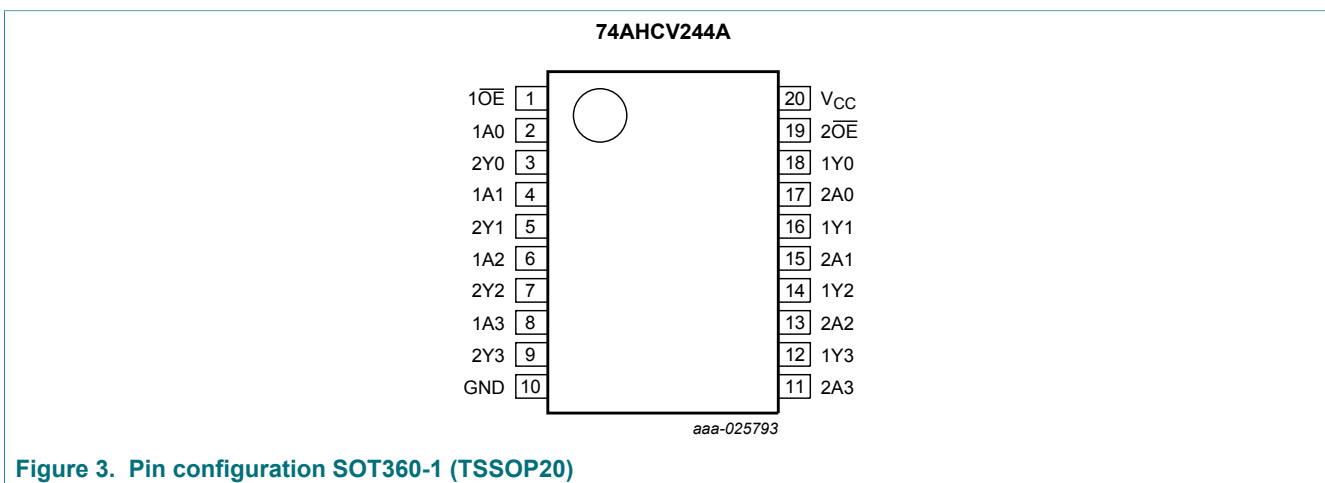 74AHCV244A
1O̅E̅ 1
1A0 2
2Y0 3
1A1 4
2Y1 5
1A2 6
2Y2 7
1A3 8
2Y3 9
GND 10
20 VCC
19 2O̅E̅
18 1Y0
17 2A0
16 1Y1
15 2A1
14 1Y2
13 2A2
12 1Y3
11 2A3
aaa-025793
Figure 3. Pin configuration SOT360-1 (TSSOP20)